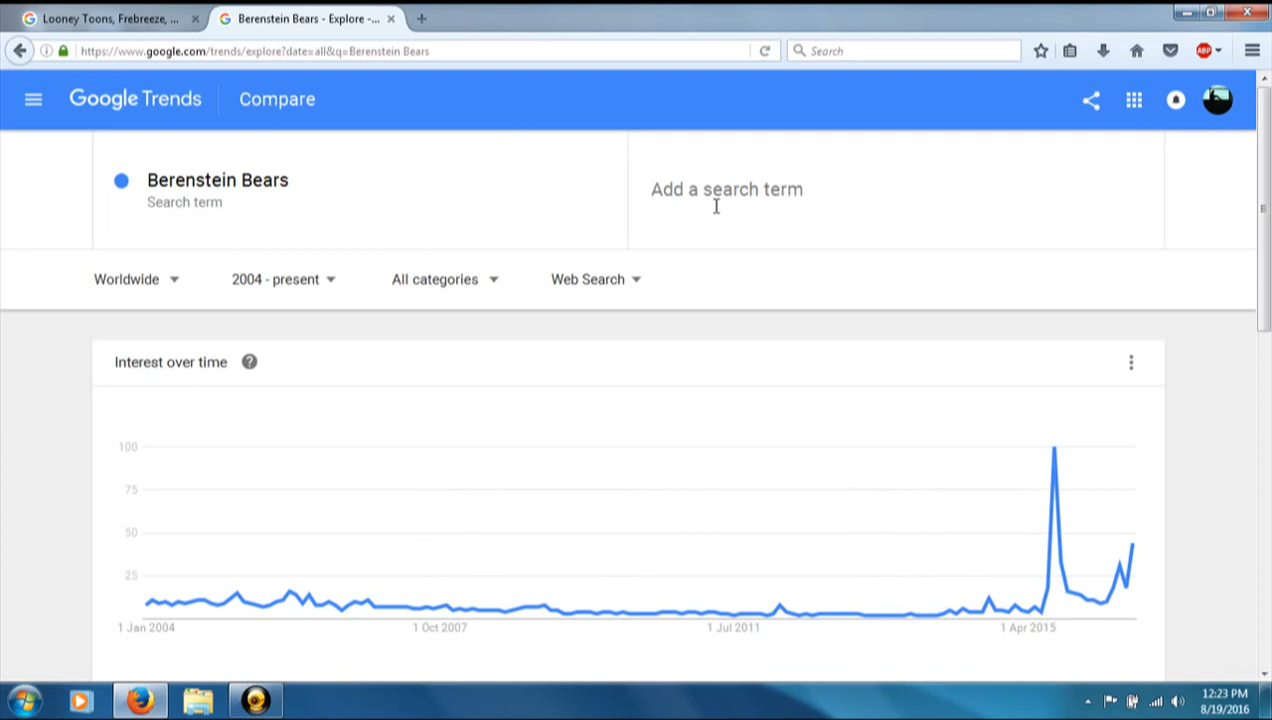 Looney Toons, Frebreeze, ...
Berenstein Bears - Explore -...
https://www.google.com/trends/explore?date=all&q=Berenstein Bears
Search
ABP
Google Trends
Compare
Berenstein Bears
Search term
Add a search term
Worldwide
2004 - present
All categories
Web Search
Interest over time
?
100
75
50
25
1 Jan 2004
1 Oct 2007
1 Jul 2011
1 Apr 2015
12:23 PM
8/19/2016